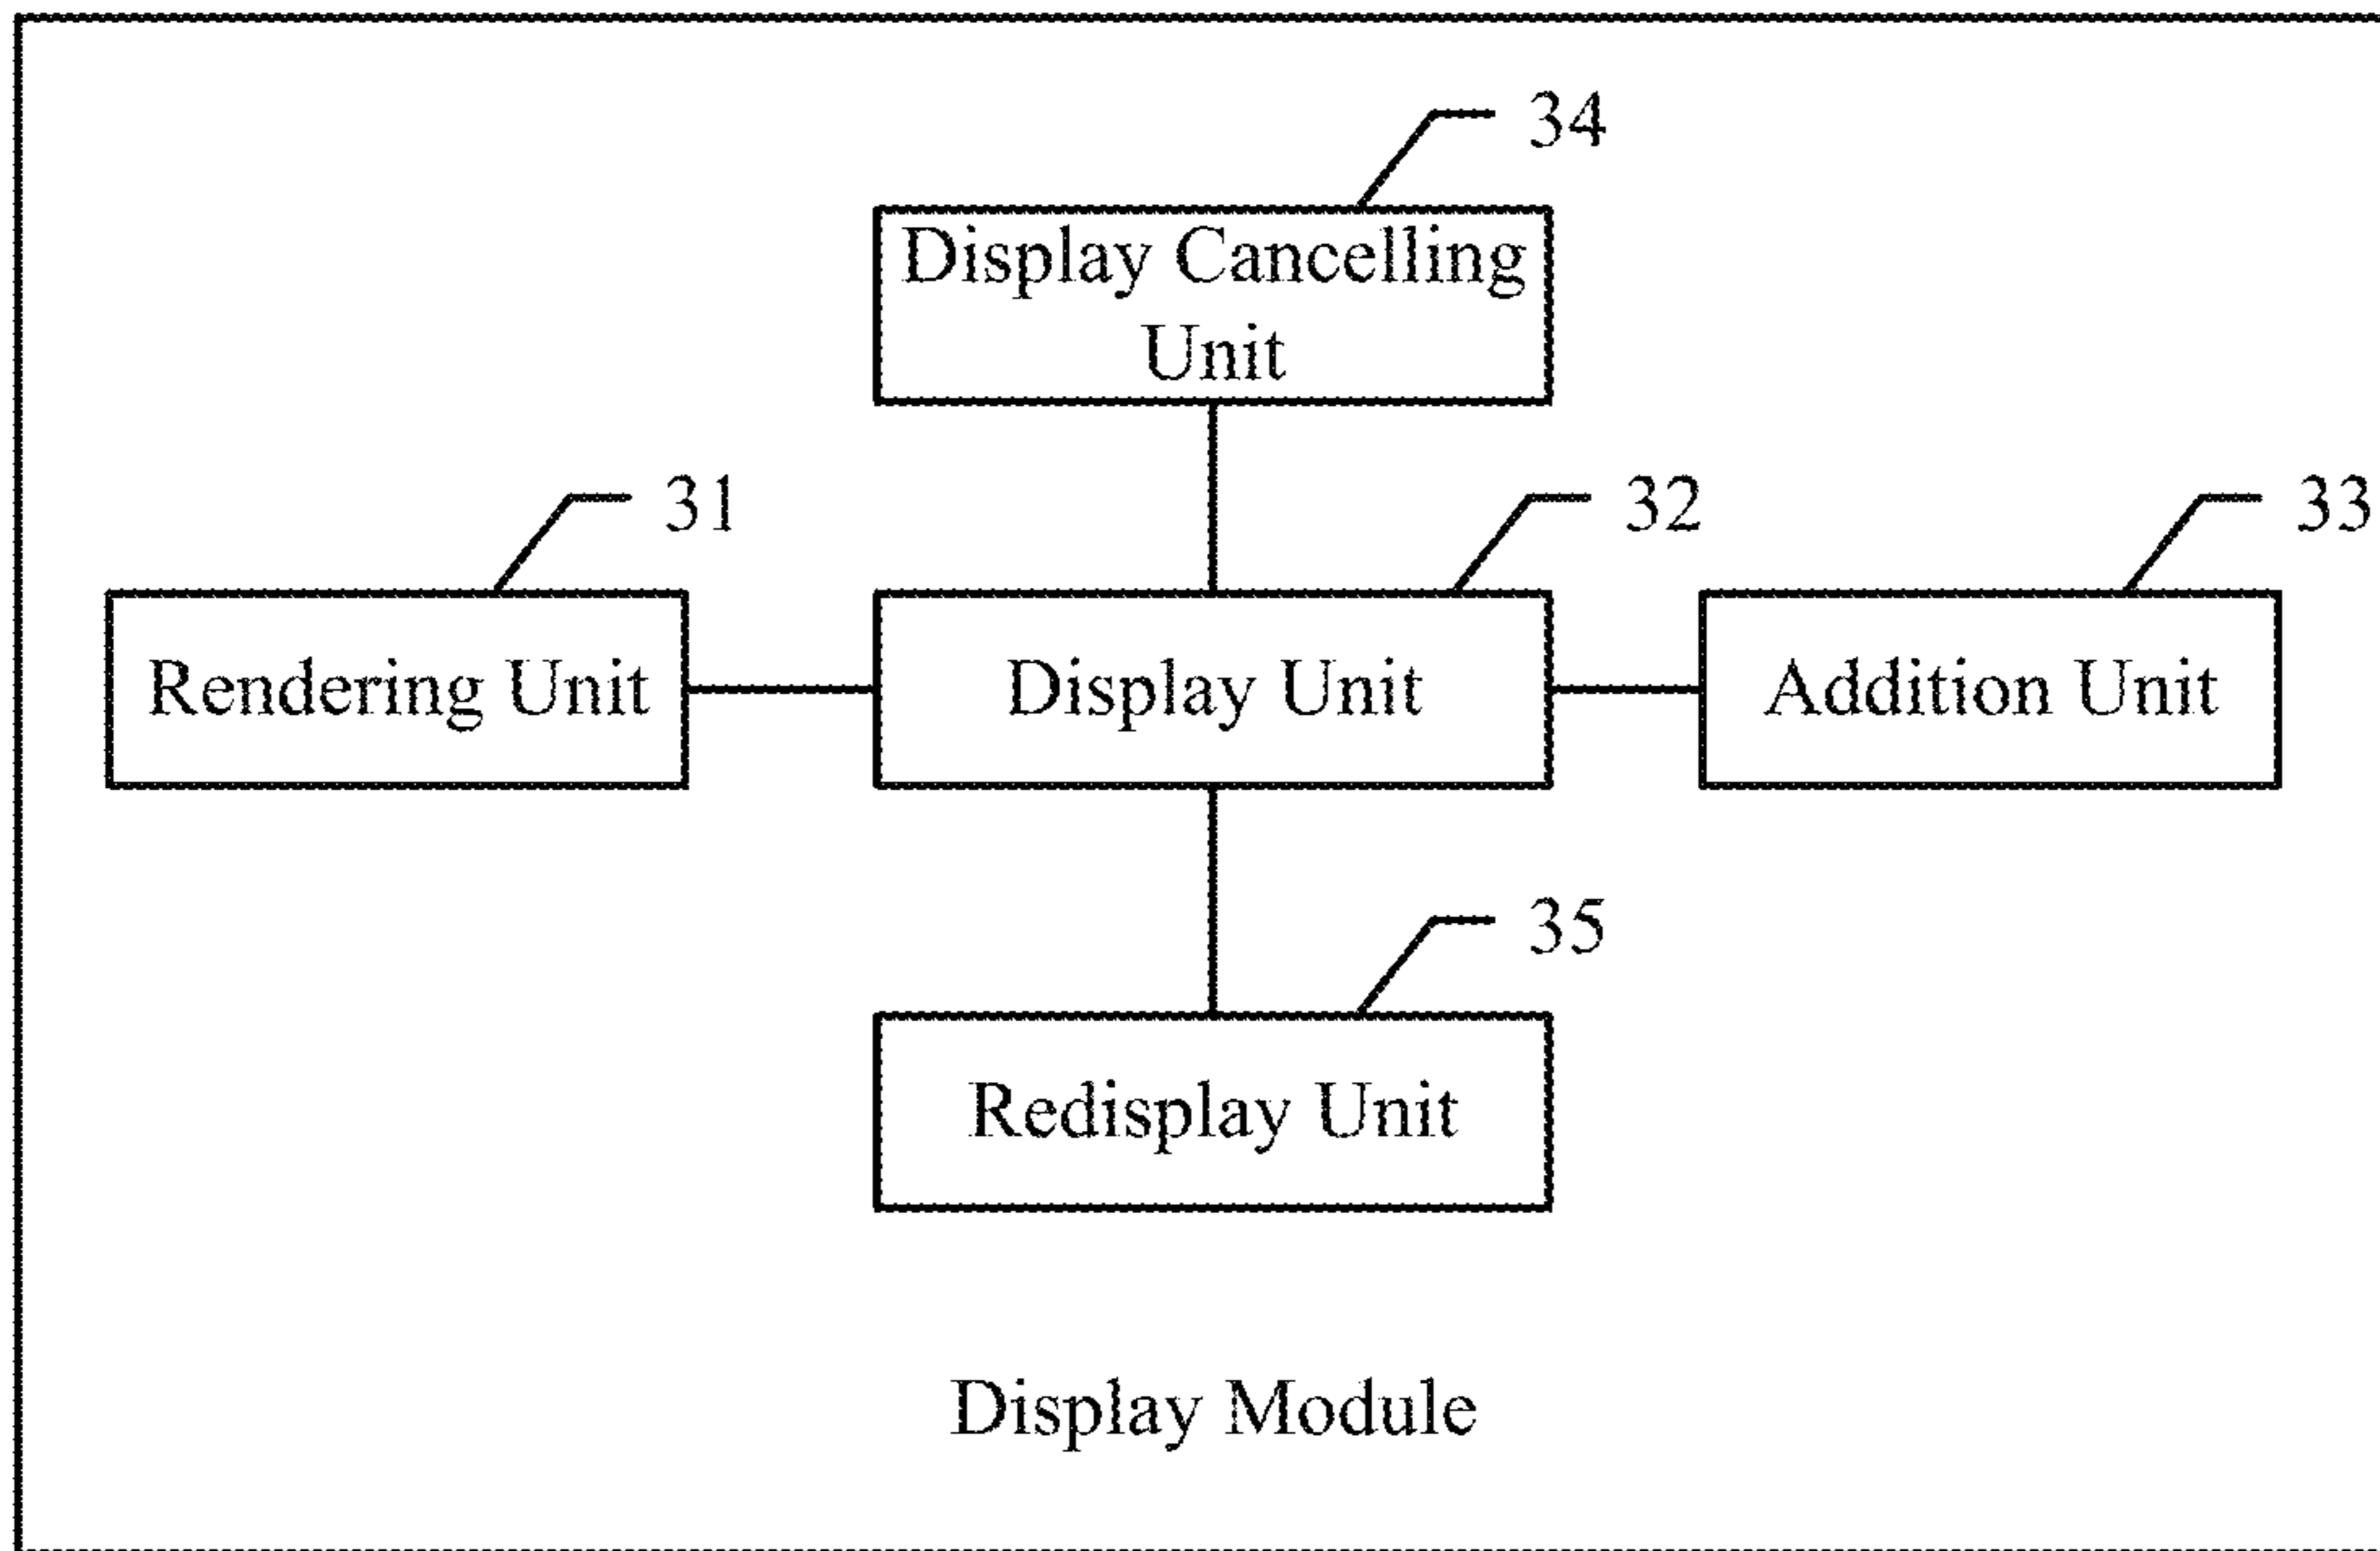 34
Display Cancelling
Unit
31
32
33
Rendering Unit
Display Unit
Addition Unit
35
Redisplay Unit
Display Module